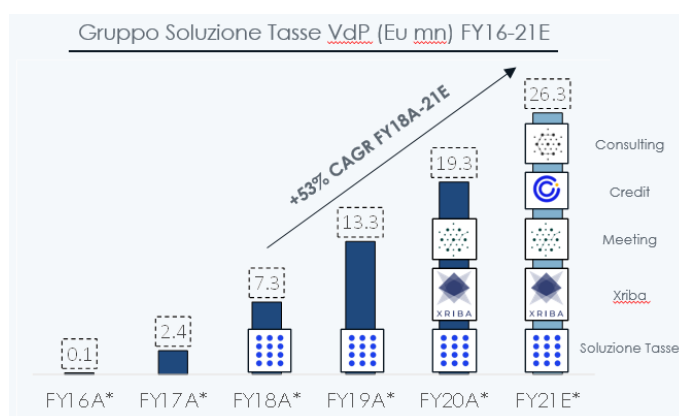 Gruppo Soluzione Tasse VdP (Eu mn) FY16-21E
+53% CAGR FY18A-21E
0.1
2.4
7.3
13.3
19.3
26.3
Consulting
Credit
Meeting
Xriba
Soluzione Tasse
XRIBA
XRIBA
FY16A* FY17A* FY18A* FY19A* FY20A* FY21E*